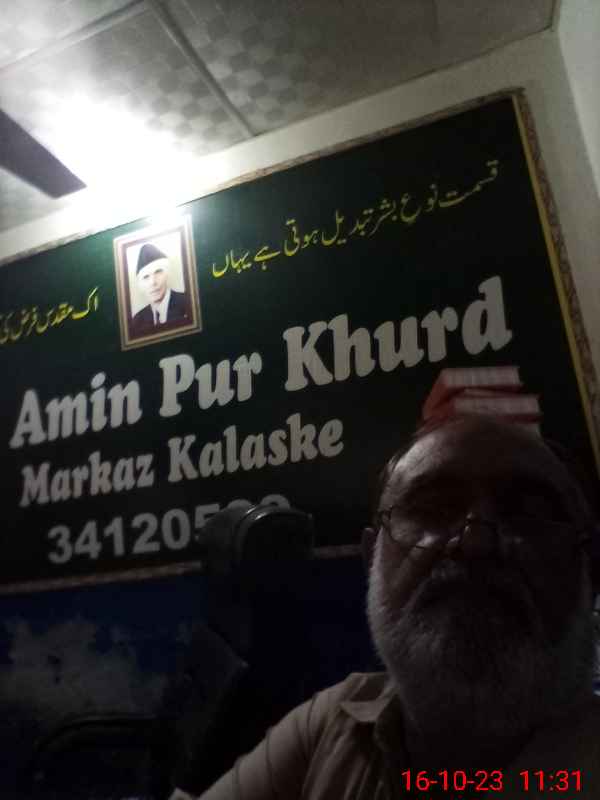 قسمت نوعِ بشر تبدیل ہوتی ہے یہاں
اک مقدس فرض کی
Amin Pur Khurd
Markaz Kalaske
34120
16-10-23 11:31